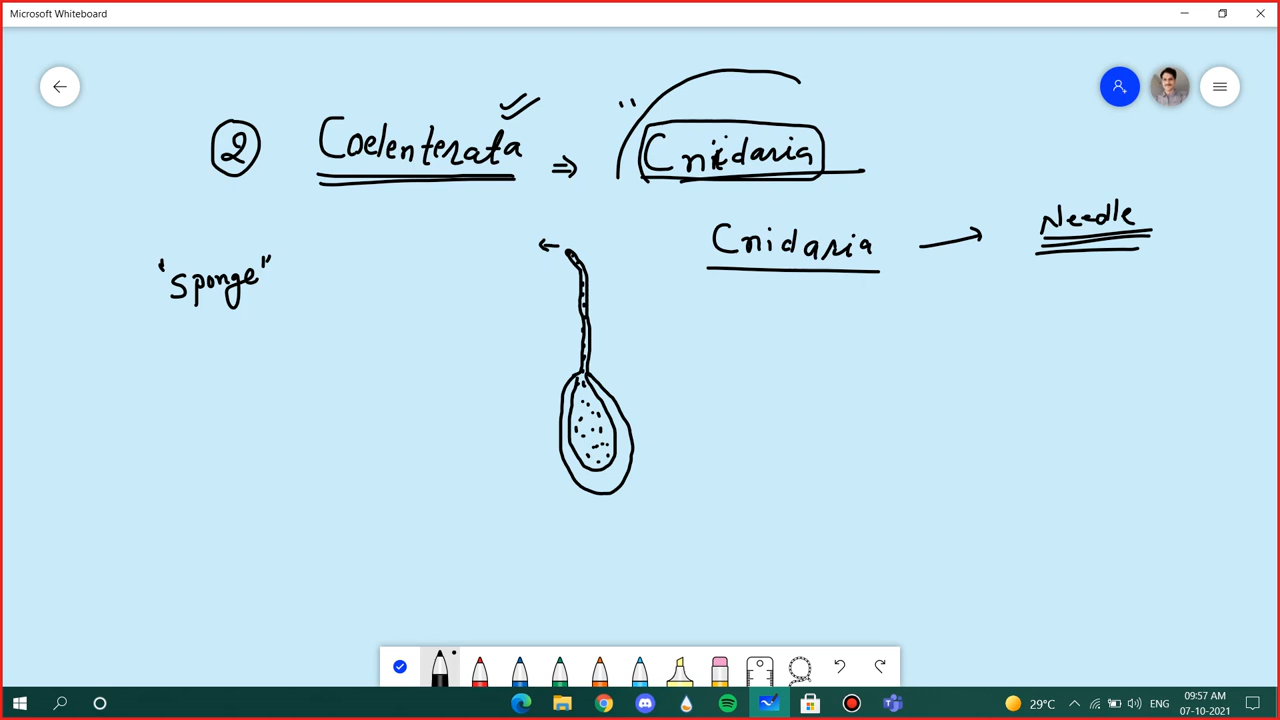 Microsoft Whiteboard
② Coelenterata ⇒ " Cnidaria
Cnidaria → Needle
"Sponge"
29°C
ENG
09:57 AM
07-10-2021